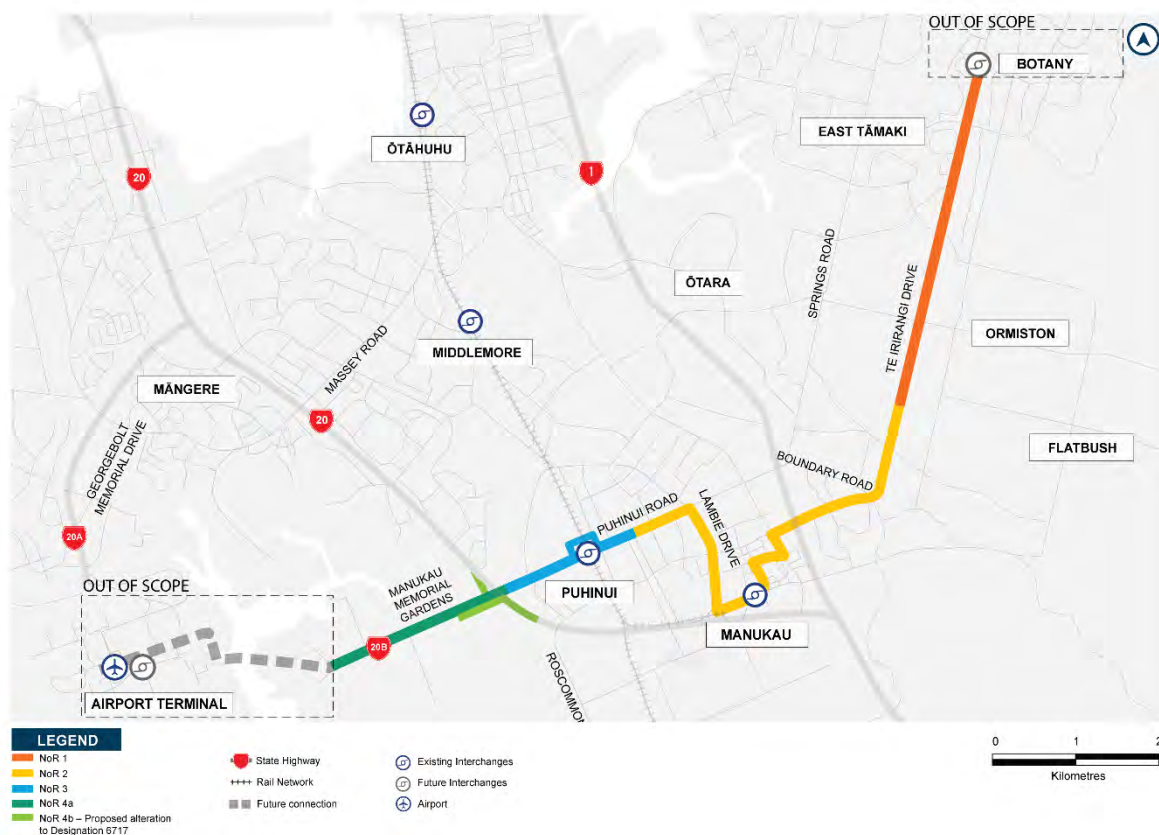 OUT OF SCOPE
BOTANY
ŌTĀHUHU
EAST TĀMAKI
20
1
SPRINGS ROAD
ŌTARA
TE IRIRANGI DRIVE
ORMISTON
MIDDLEMORE
MASSEY ROAD
MĀNGERE
20
GEORGEBOLT
MEMORIAL DRIVE
FLATBUSH
BOUNDARY ROAD
LAMBIE DRIVE
PUHINUI ROAD
20A
OUT OF SCOPE
MANUKAU
MEMORIAL
GARDENS
PUHINUI
MANUKAU
20B
ROSCOMMON
AIRPORT TERMINAL
LEGEND
NoR 1
NoR 2
NoR 3
NoR 4a
NoR 4b – Proposed alteration
to Designation 6717
State Highway
Rail Network
Future connection
Existing Interchanges
Future Interchanges
Airport
0 1 2
Kilometres